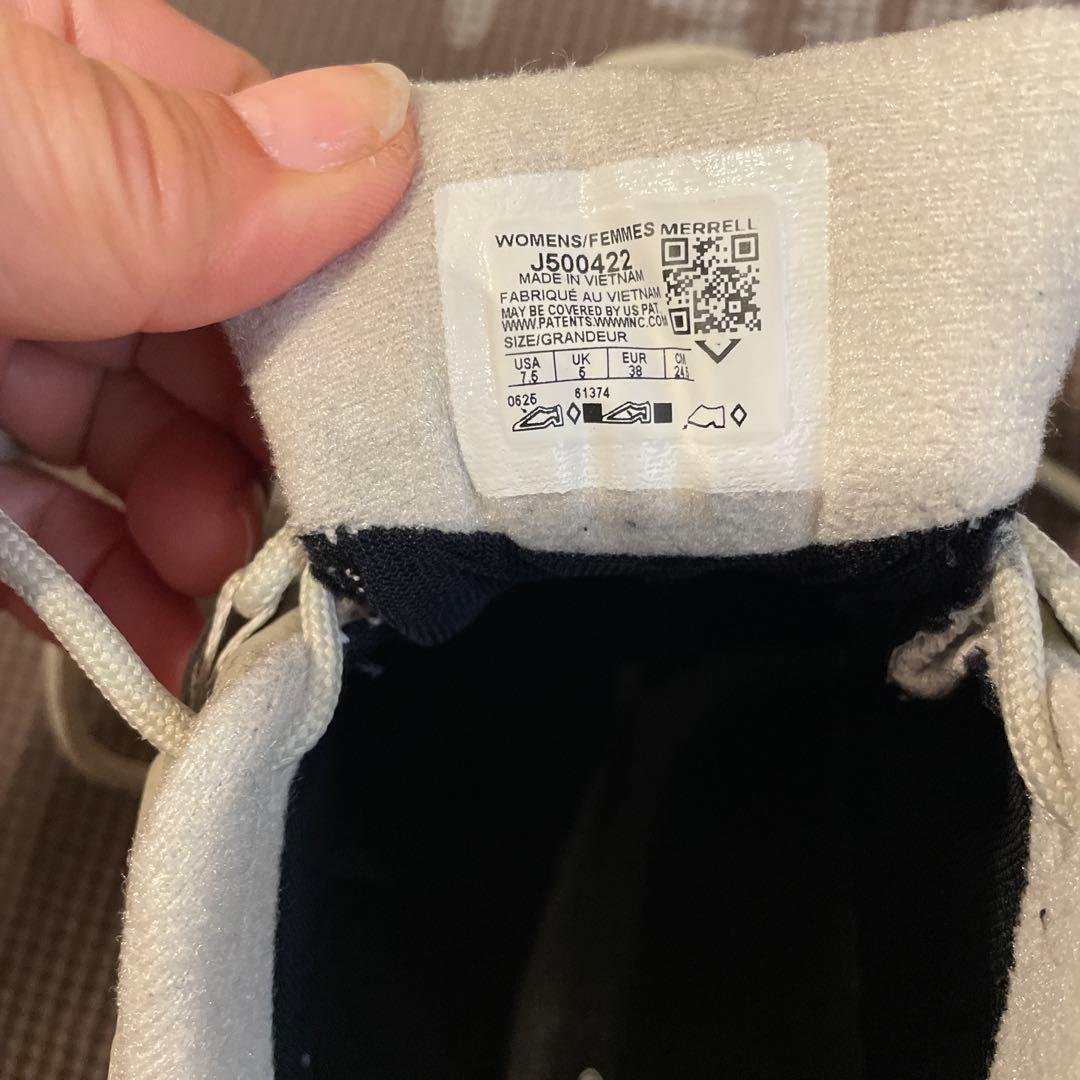 WOMENS/FEMMES MERRELL
J500422
MADE IN VIETNAM
FABRIQUÉ AU VIETNAM
MAY BE COVERED BY US PAT.
WWW.PATENTS.WWWINC.COM
SIZE/GRANDEUR
USA UK EUR CM
7.5 5 38 24.5
0625 61374